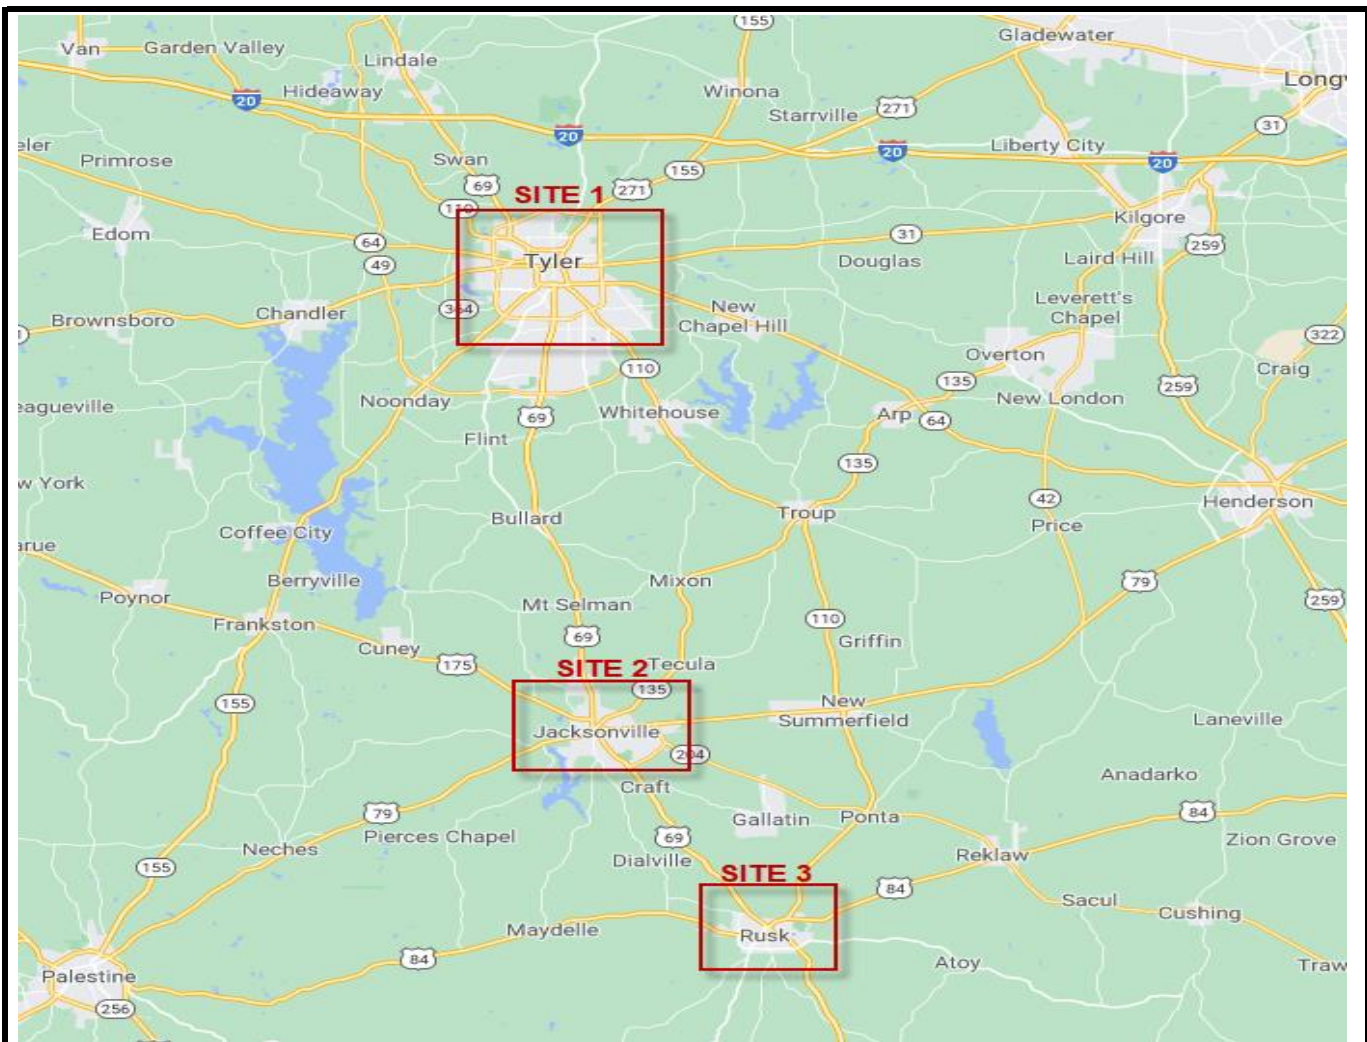 155
Gladewater
Van
Garden Valley
Lindale
Longv
Hideaway
Winona
20
Starrville
271
31
20
eler
Primrose
Swan
155
20
Liberty City
20
69
SITE 1
271
110
Kilgore
Edom
64
31
259
49
Tyler
Douglas
Laird Hill
Chandler
364
New
Chapel Hill
Leverett's
Chapel
Brownsboro
322
Overton
110
135
259
Craig
eagueville
Noonday
69
Whitehouse
Arp
64
New London
Flint
135
w York
42
Henderson
Bullard
Troup
Price
Coffee City
arue
Berryville
Mixon
79
Poynor
Mt Selman
259
Frankston
110
Griffin
Cuney
69
175
SITE 2
Tecula
135
155
New
Summerfield
Laneville
Jacksonville
204
Anadarko
Craft
79
Pierces Chapel
Gallatin
Ponta
84
Neches
69
Zion Grove
Dialville
Reklaw
155
SITE 3
84
Sacul
Cushing
Maydelle
Rusk
84
Atoy
Traw
Palestine
256